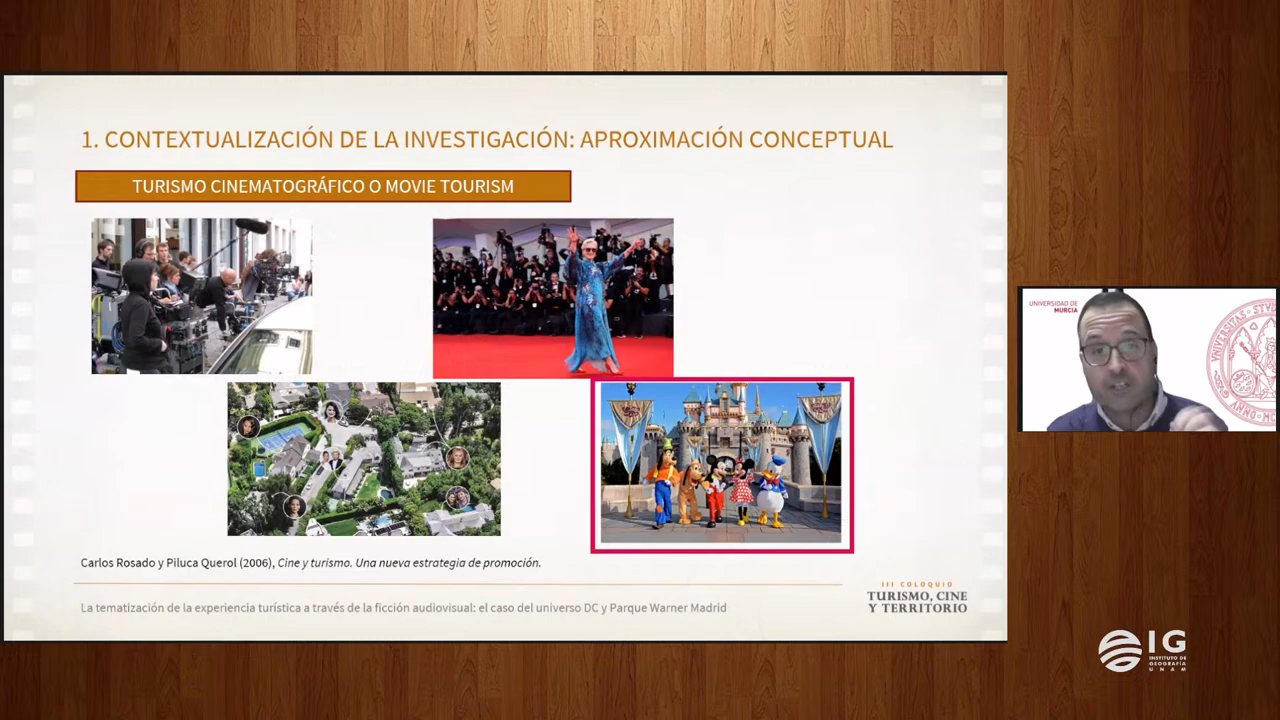 1. CONTEXTUALIZACIÓN DE LA INVESTIGACIÓN: APROXIMACIÓN CONCEPTUAL
TURISMO CINEMATOGRÁFICO O MOVIE TOURISM
Carlos Rosado y Piluca Querol (2006), Cine y turismo. Una nueva estrategia de promoción.
La tematización de la experiencia turística a través de la ficción audiovisual: el caso del universo DC y Parque Warner Madrid
III COLOQUIO
TURISMO, CINE
Y TERRITORIO
UNIVERSIDAD DE
MURCIA
IG
INSTITUTO DE
GEOGRAFÍA
UNAM